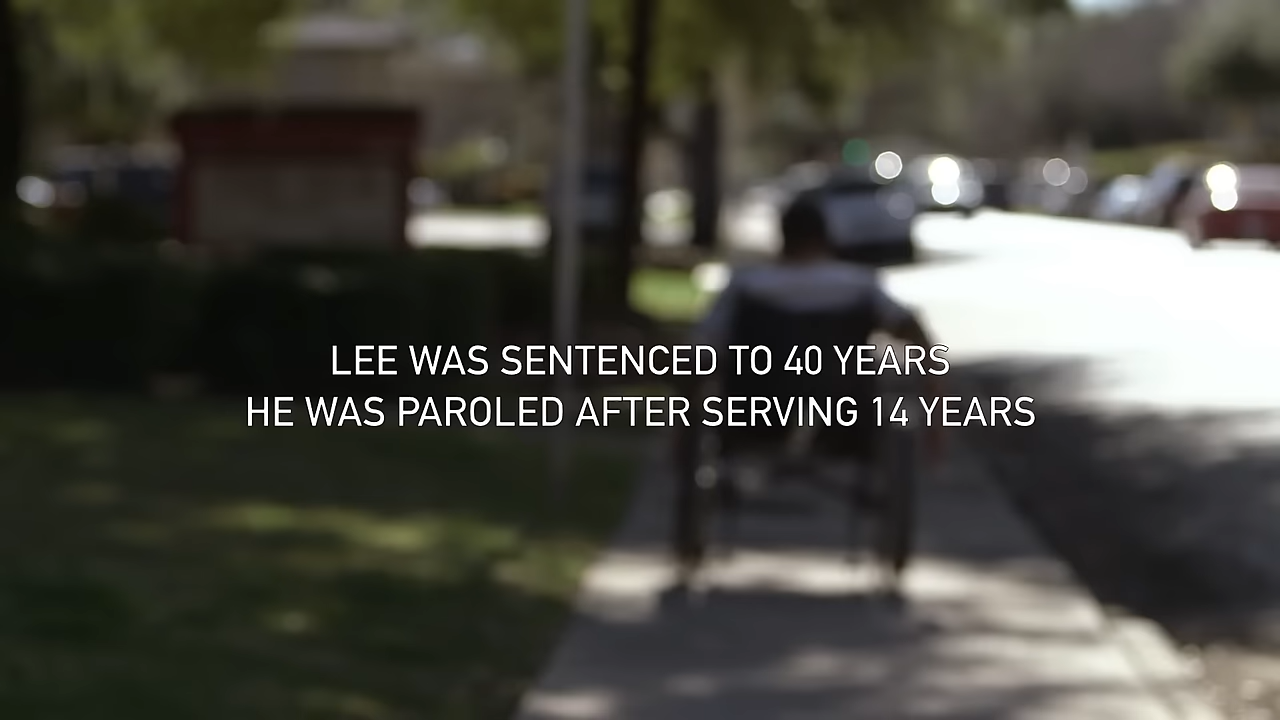 LEE WAS SENTENCED TO 40 YEARS
HE WAS PAROLED AFTER SERVING 14 YEARS